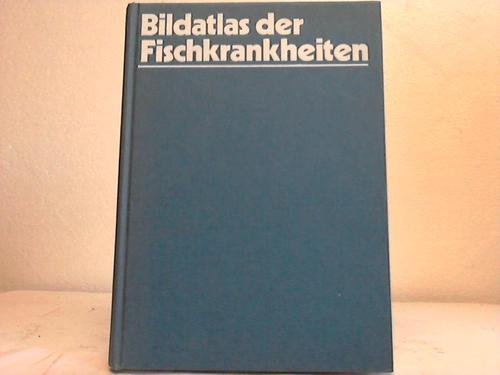 Bildatlas der
Fischkrankheiten